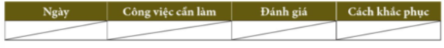 Ngày Công việc cần làm Đánh giá Cách khắc phục